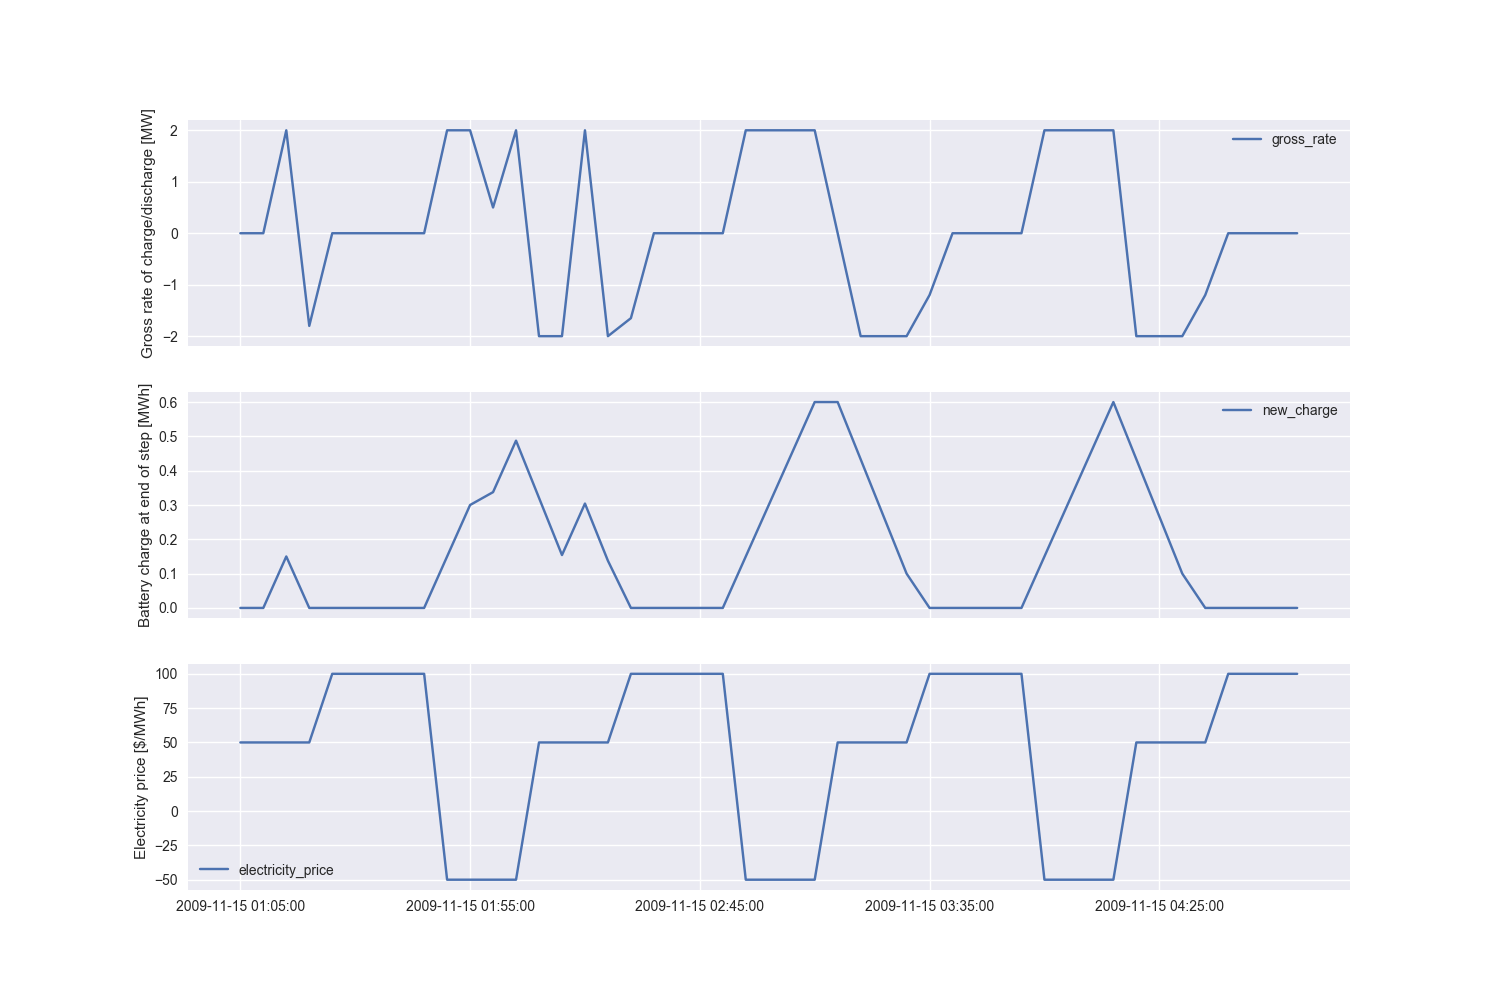 Gross rate of charge/discharge [MW]
2
1
0
−1
−2
gross_rate
Battery charge at end of step [MWh]
0.6
0.5
0.4
0.3
0.2
0.1
0.0
new_charge
Electricity price [$/MWh]
100
75
50
25
0
−25
−50
electricity_price
2009-11-15 01:05:00 2009-11-15 01:55:00 2009-11-15 02:45:00 2009-11-15 03:35:00 2009-11-15 04:25:00